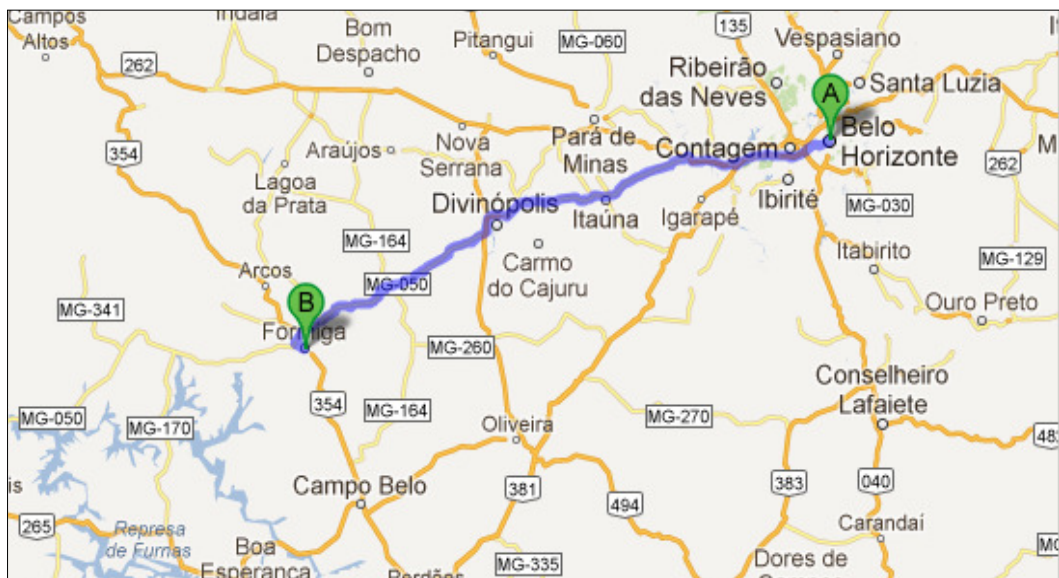 Campos
Altos
Indaiá
Bom
Despacho
Pitangui
MG-060
135
Vespasiano
262
Ribeirão
das Neves
Santa Luzia
A
354
Araújos
Nova
Serrana
Pará de
Minas
Contagem
Belo
Horizonte
262
Lagoa
da Prata
Divinópolis
Itaúna
Igarapé
Ibirité
MG-030
MG-164
Carmo
do Cajuru
Itabirito
MG-129
Arcos
MG-050
B
MG-341
Formiga
MG-260
Ouro Preto
MG-050
MG-170
354
MG-164
Oliveira
MG-270
Conselheiro
Lafaiete
Campo Belo
381
494
383
040
482
265
Represa
de Furnas
Boa
Esperança
Perdões
MG-335
Carandaí
Dores de